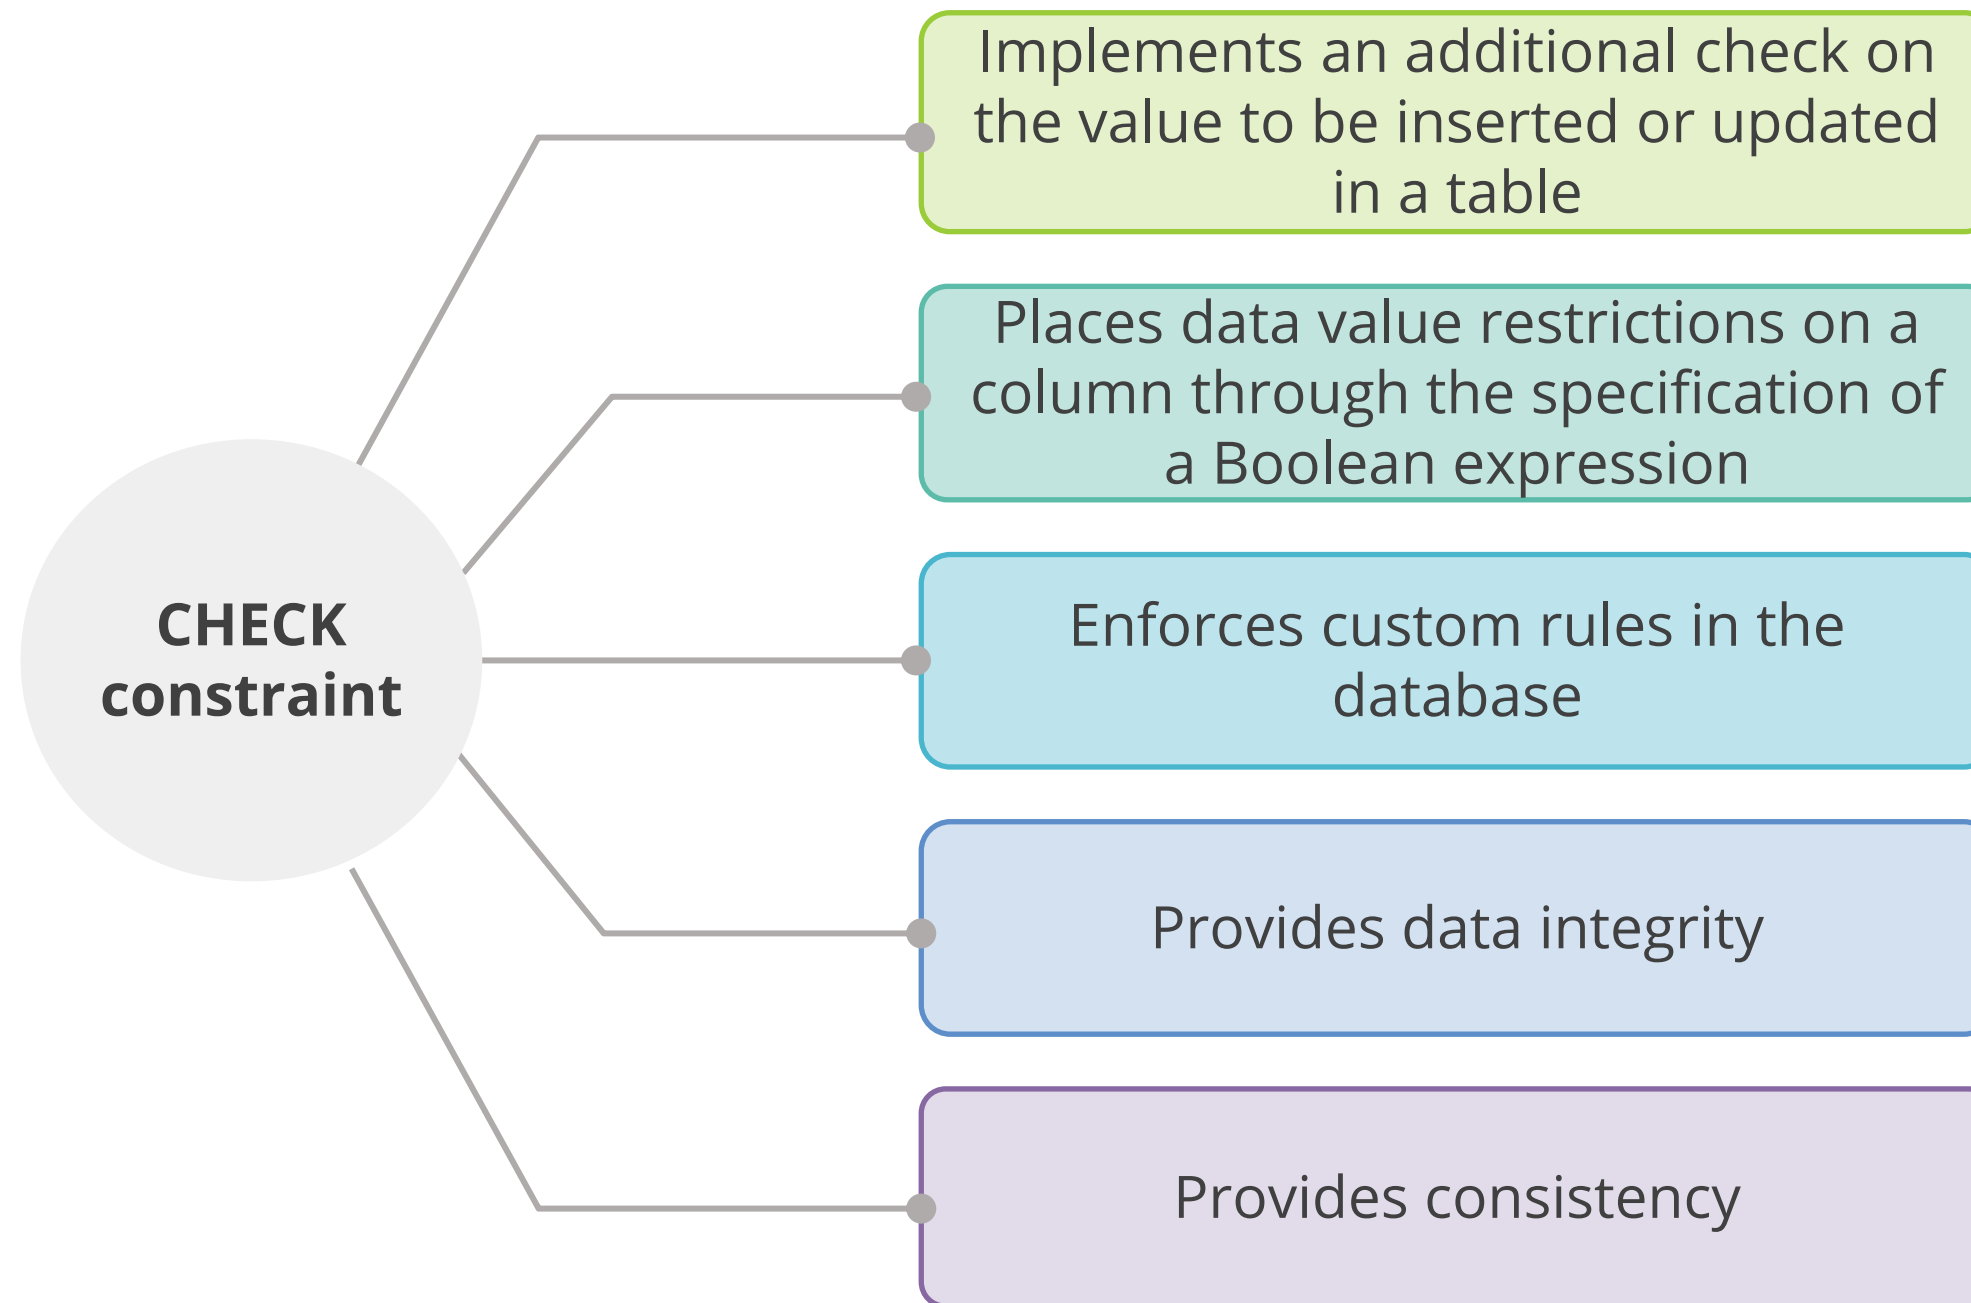 Implements an additional check on
the value to be inserted or updated
in a table
Places data value restrictions on a
column through the specification of
a Boolean expression
CHECK
constraint
Enforces custom rules in the
database
Provides data integrity
Provides consistency